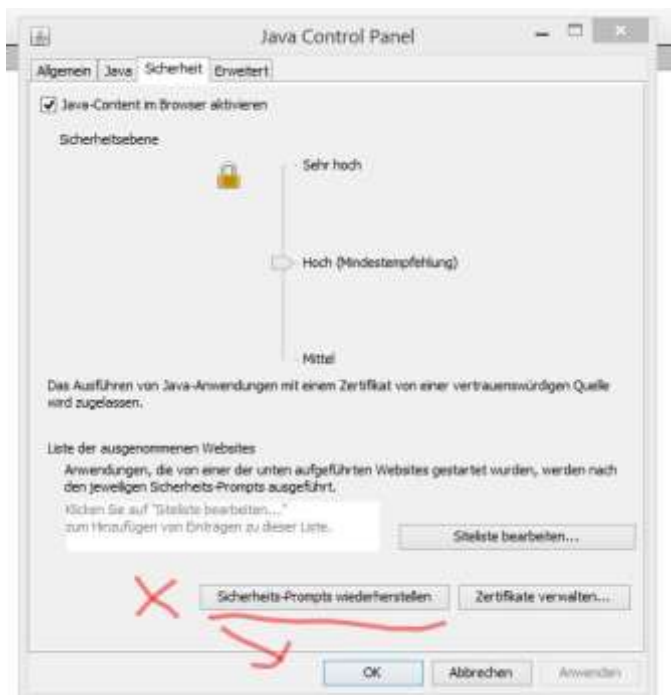 Java Control Panel
Allgemein Java Sicherheit Erweitert
Java-Content im Browser aktivieren
Sicherheitsebene
Sehr hoch
Hoch (Mindestempfehlung)
Mittel
Das Ausführen von Java-Anwendungen mit einem Zertifikat von einer vertrauenswürdigen Quelle
wird zugelassen.
Liste der ausgenommenen Websites
Anwendungen, die von einer der unten aufgeführten Websites gestartet wurden, werden nach
den jeweiligen Sicherheits-Prompts ausgeführt.
Klicken Sie auf "Siteliste bearbeiten..."
zum Hinzufügen von Einträgen zu dieser Liste.
Siteliste bearbeiten...
Sicherheits-Prompts wiederherstellen Zertifikate verwalten...
OK Abbrechen Anwenden